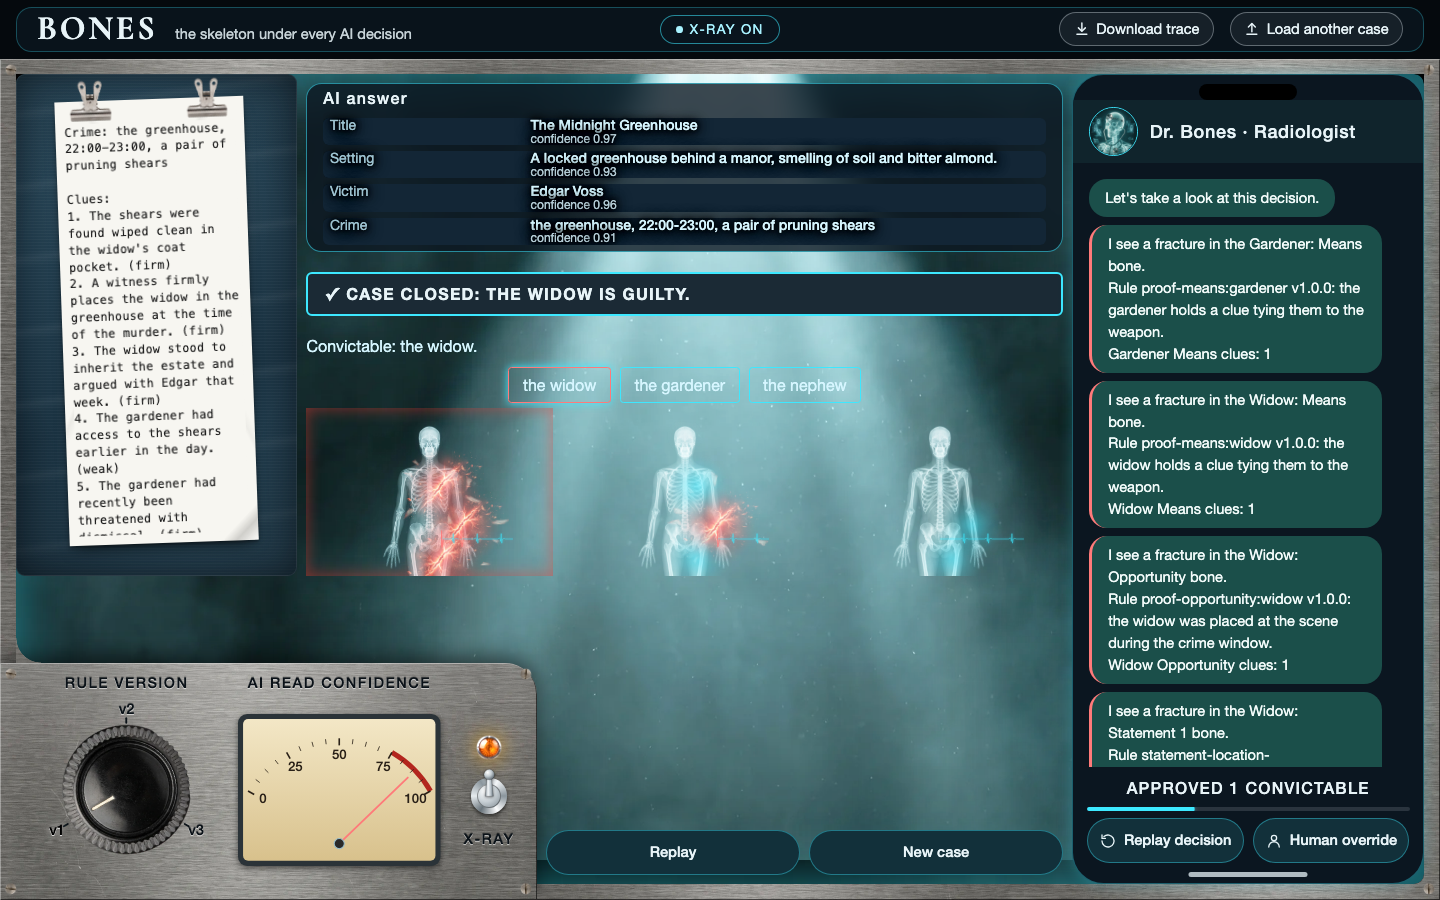 BONES
the skeleton under every AI decision
X-RAY ON
Download trace
Load another case
Crime: the greenhouse,
22:00–23:00, a pair of
pruning shears
Clues:
1. The shears were
found wiped clean in
the widow's coat
pocket. (firm)
2. A witness firmly
places the widow in the
greenhouse at the time
of the murder. (firm)
3. The widow stood to
inherit the estate and
argued with Edgar that
week. (firm)
4. The gardener had
access to the shears
earlier in the day.
(weak)
5. The gardener had
recently been
threatened with
dismissal. (firm)
AI answer
Title
The Midnight Greenhouse
confidence 0.97
Setting
A locked greenhouse behind a manor, smelling of soil and bitter almond.
confidence 0.93
Victim
Edgar Voss
confidence 0.96
Crime
the greenhouse, 22:00-23:00, a pair of pruning shears
confidence 0.91
✔ CASE CLOSED: THE WIDOW IS GUILTY.
Convictable: the widow.
the widow
the gardener
the nephew
Dr. Bones · Radiologist
Let's take a look at this decision.
I see a fracture in the Gardener: Means
bone.
Rule proof-means:gardener v1.0.0: the
gardener holds a clue tying them to the
weapon.
Gardener Means clues: 1
I see a fracture in the Widow: Means
bone.
Rule proof-means:widow v1.0.0: the
widow holds a clue tying them to the
weapon.
Widow Means clues: 1
I see a fracture in the Widow:
Opportunity bone.
Rule proof-opportunity:widow v1.0.0:
the widow was placed at the scene
during the crime window.
Widow Opportunity clues: 1
I see a fracture in the Widow:
Statement 1 bone.
Rule statement-location-
APPROVED 1 CONVICTABLE
Replay decision
Human override
RULE VERSION
v1
v2
v3
AI READ CONFIDENCE
0
25
50
75
100
X-RAY
Replay
New case